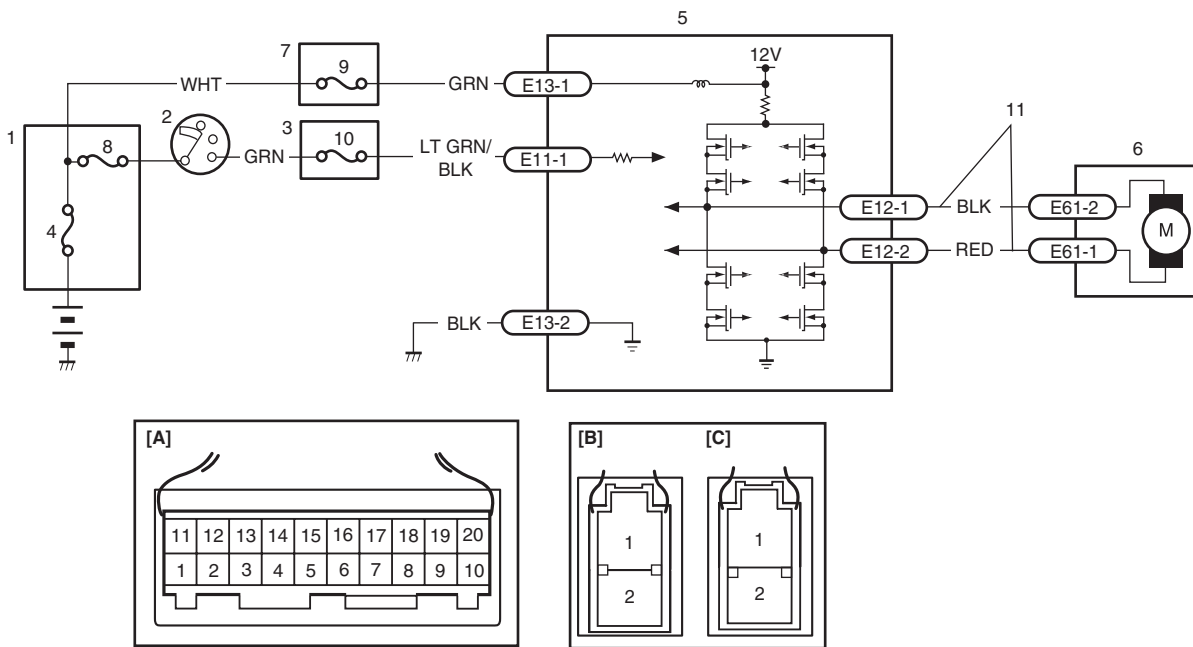 5
7
9
12V
WHT
GRN
E13-1
1
2
8
3
10
11
GRN
LT GRN/
BLK
E11-1
6
4
E12-1
BLK
E61-2
M
E12-2
RED
E61-1
BLK
E13-2
[A]
[B]
[C]
11 12 13 14 15 16 17 18 19 20
1 2 3 4 5 6 7 8 9 10
1
2
1
2